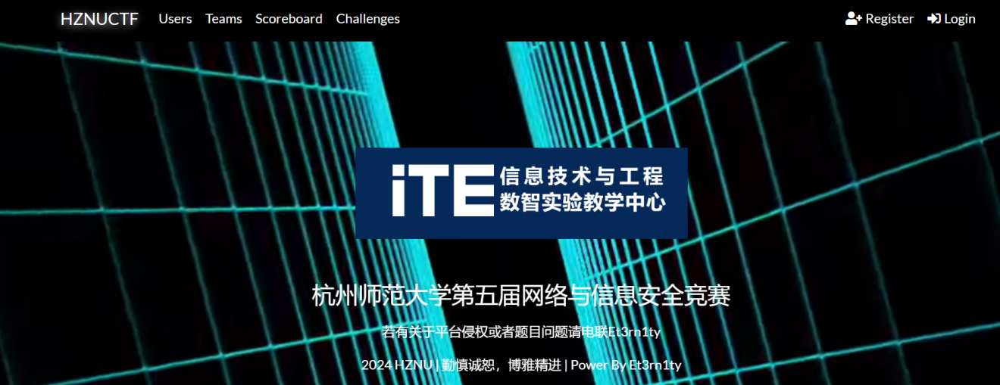 HZNUCTF Users Teams Scoreboard Challenges Register Login
iTE 信息技术与工程
数智实验教学中心
杭州师范大学第五届网络与信息安全竞赛
若有关于平台侵权或者题目问题请电联Et3rn1ty
2024 HZNU | 勤慎诚恕，博雅精进 | Power By Et3rn1ty